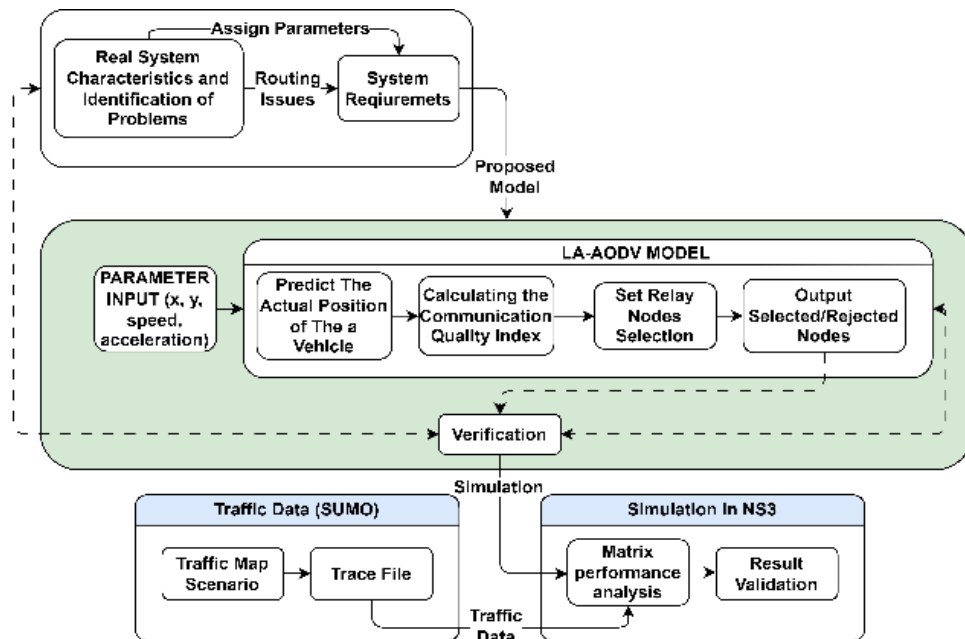 Assign Parameters
Real System
Characteristics and
Identification of
Problems
Routing
Issues
System
Reqiuremets
Proposed
Model
LA-AODV MODEL
PARAMETER
INPUT (x, y,
speed,
acceleration)
Predict The
Actual Position
of The a
Vehicle
Calculating the
Communication
Quality Index
Set Relay
Nodes
Selection
Output
Selected/Rejected
Nodes
Verification
Simulation
Traffic Data (SUMO)
Traffic Map
Scenario
Trace File
Traffic
Data
Simulation In NS3
Matrix
performance
analysis
Result
Validation